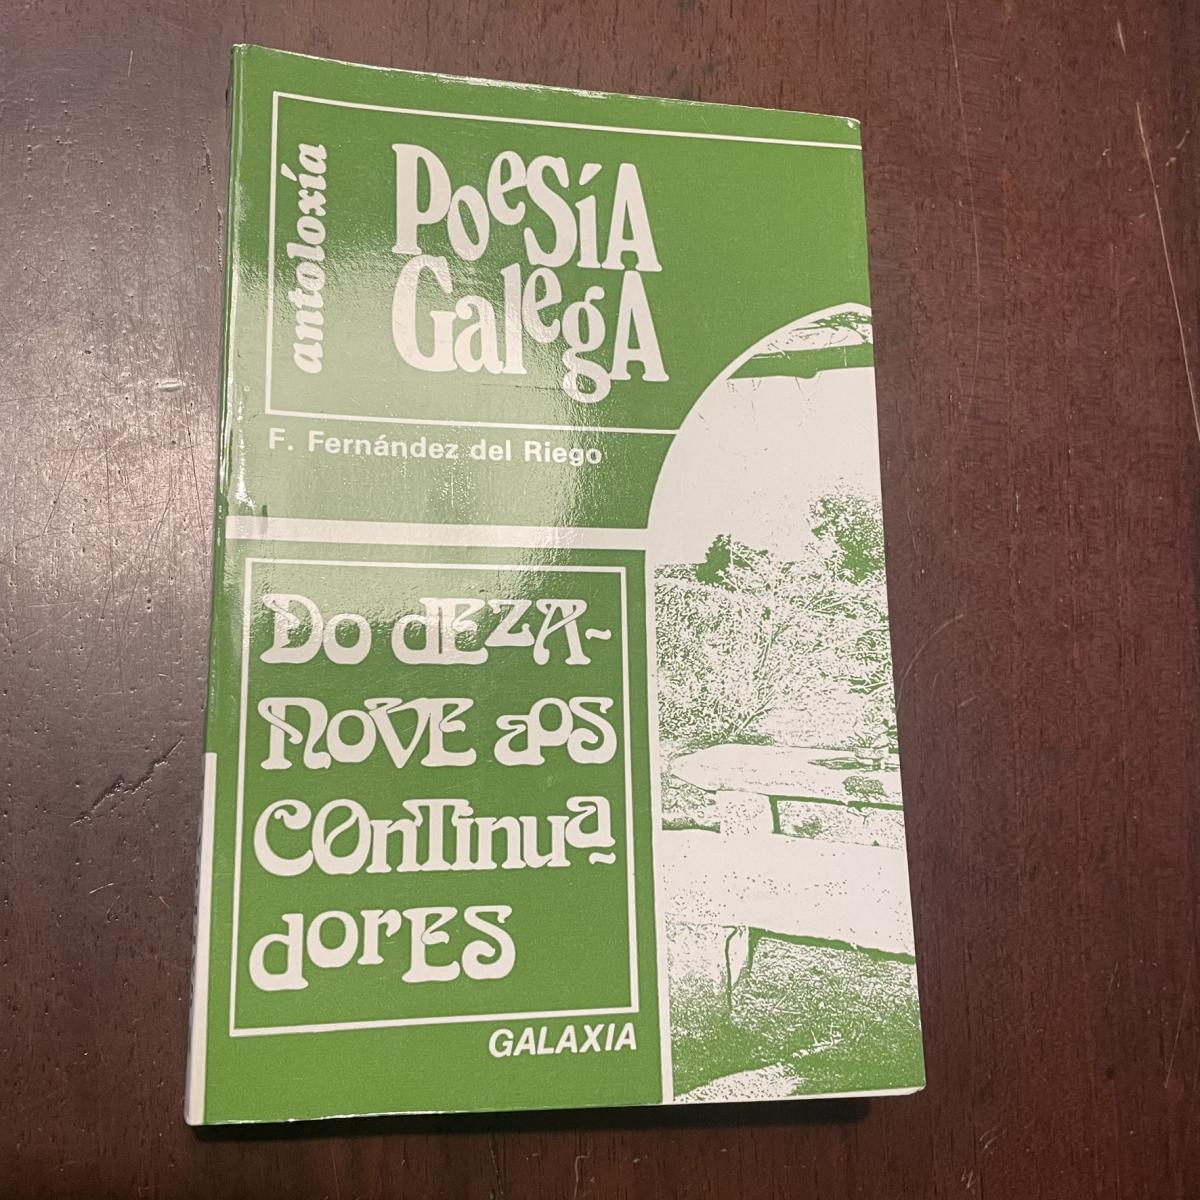 antoloxía
Poesía
Galega
F. Fernández del Riego
Do deza-
nove aos
continua-
dores
GALAXIA